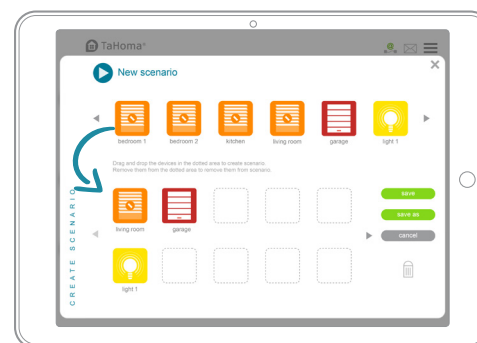 TaHoma®
New scenario
bedroom 1
bedroom 2
kitchen
living room
garage
light 1
Drag and drop the devices in the dotted area to create scenario.
Remove them from the dotted area to remove them from scenario.
CREATE SCENARIO
living room
garage
save
save as
cancel
light 1